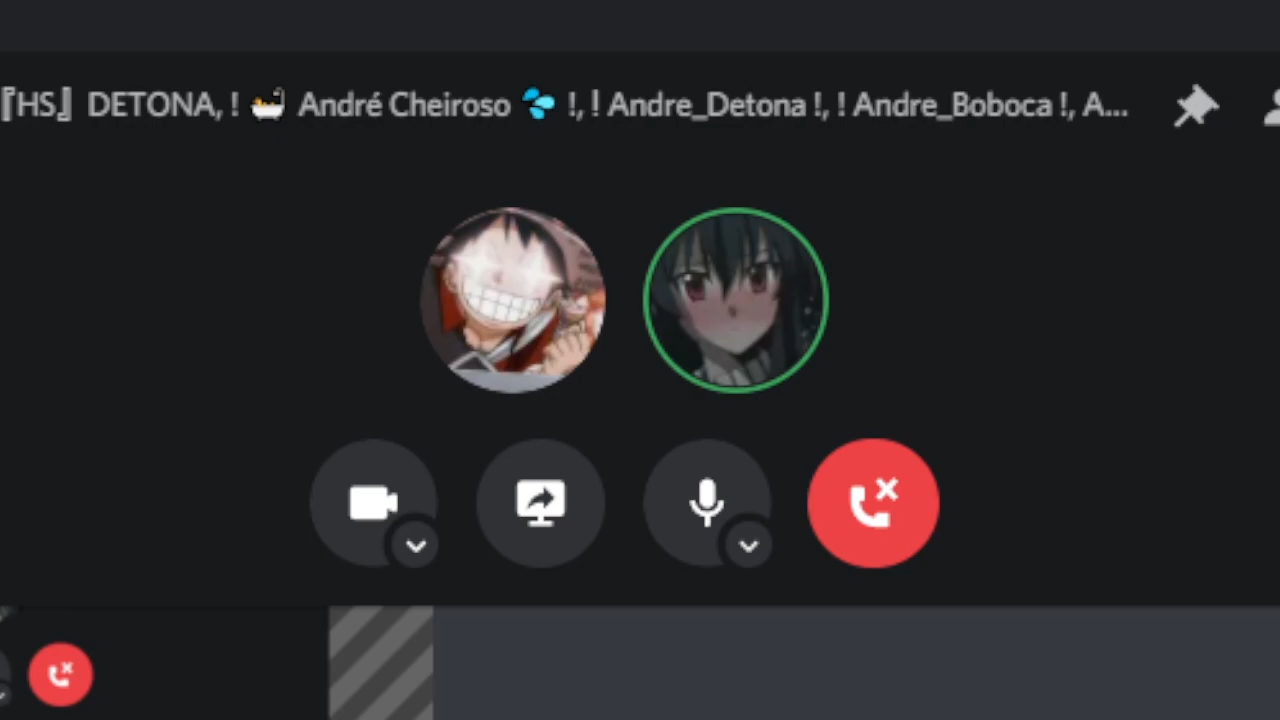 『HS』 DETONA, ! 🛀 André Cheiroso 💦 !, ! Andre_Detona !, ! Andre_Boboca !, A...